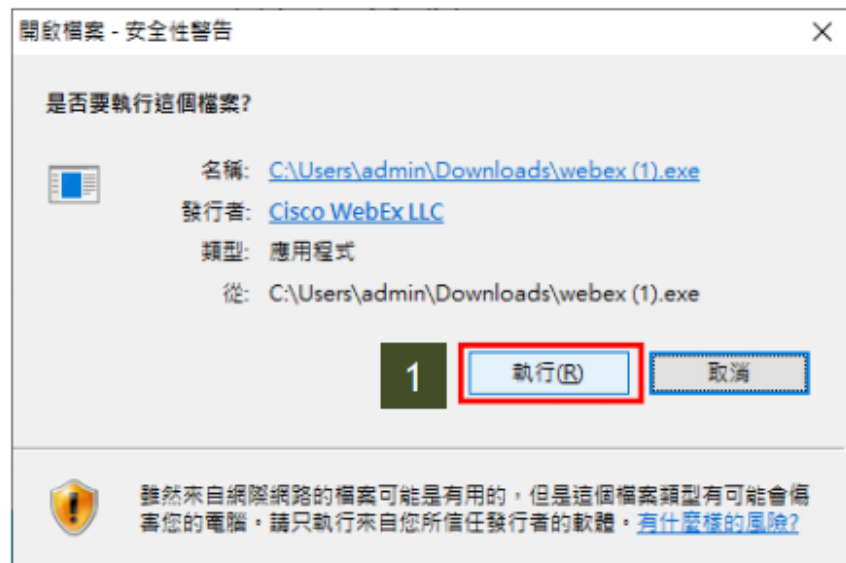 開啟檔案 - 安全性警告
是否要執行這個檔案?
名稱: C:\Users\admin\Downloads\webex (1).exe
發行者: Cisco WebEx LLC
類型: 應用程式
從: C:\Users\admin\Downloads\webex (1).exe
1 執行(R) 取消
雖然來自網際網路的檔案可能是有用的，但是這個檔案類型有可能會傷
害您的電腦。請只執行來自您所信任發行者的軟體。有什麼樣的風險?